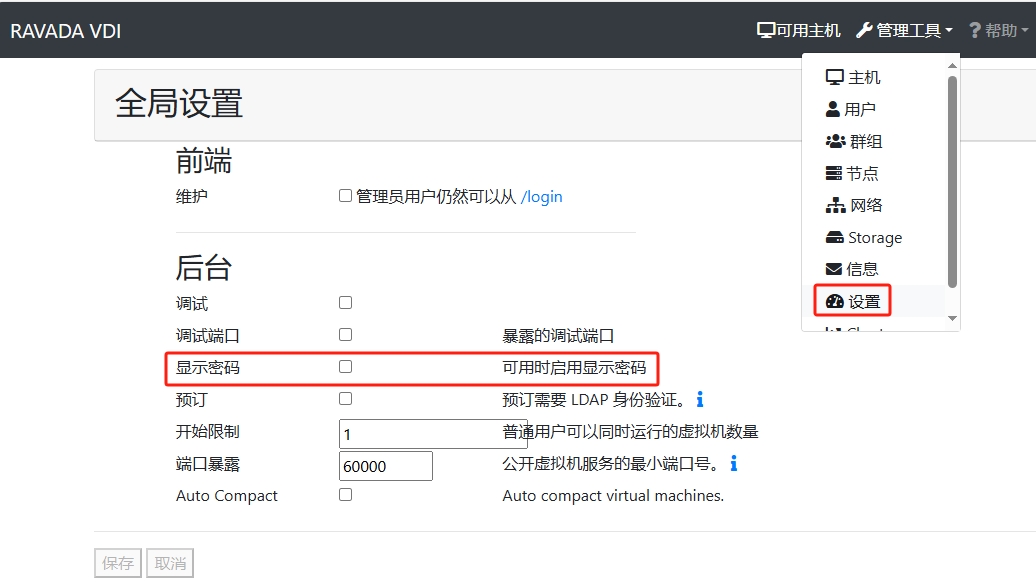 RAVADA VDI 可用主机 管理工具 帮助
主机
用户
群组
节点
网络
Storage
信息
设置
全局设置
前端
维护 管理员用户仍然可以从 /login
后台
调试
调试端口 暴露的调试端口
显示密码 可用时启用显示密码
预订 预订需要 LDAP 身份验证。
开始限制 1 普通用户可以同时运行的虚拟机数量
端口暴露 60000 公开虚拟机服务的最小端口号。
Auto Compact Auto compact virtual machines.
保存 取消